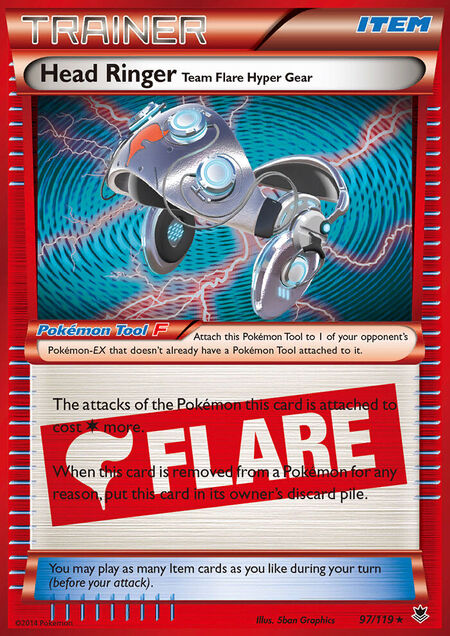 TRAINER
ITEM
Head Ringer Team Flare Hyper Gear
Pokémon Tool F
Attach this Pokémon Tool to 1 of your opponent's
Pokémon-EX that doesn't already have a Pokémon Tool attached to it.
The attacks of the Pokémon this card is attached to
cost more.
FLARE
When this card is removed from a Pokémon for any
reason, put this card in its owner's discard pile.
You may play as many Item cards as you like during your turn
(before your attack).
©2014 Pokémon
Illus. 5ban Graphics
97/119 ★